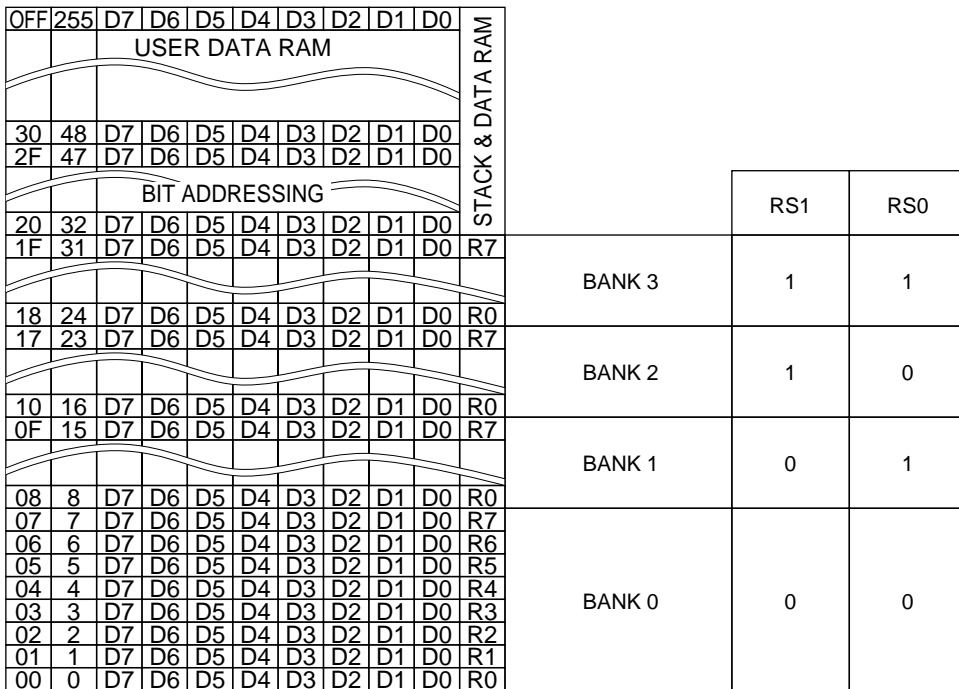 OFF 255 D7 D6 D5 D4 D3 D2 D1 D0
USER DATA RAM
30 48 D7 D6 D5 D4 D3 D2 D1 D0
2F 47 D7 D6 D5 D4 D3 D2 D1 D0
BIT ADDRESSING
20 32 D7 D6 D5 D4 D3 D2 D1 D0
STACK & DATA RAM
RS1 RS0
1F 31 D7 D6 D5 D4 D3 D2 D1 D0 R7
BANK 3 1 1
18 24 D7 D6 D5 D4 D3 D2 D1 D0 R0
17 23 D7 D6 D5 D4 D3 D2 D1 D0 R7
BANK 2 1 0
10 16 D7 D6 D5 D4 D3 D2 D1 D0 R0
0F 15 D7 D6 D5 D4 D3 D2 D1 D0 R7
BANK 1 0 1
08 8 D7 D6 D5 D4 D3 D2 D1 D0 R0
07 7 D7 D6 D5 D4 D3 D2 D1 D0 R7
06 6 D7 D6 D5 D4 D3 D2 D1 D0 R6
05 5 D7 D6 D5 D4 D3 D2 D1 D0 R5
04 4 D7 D6 D5 D4 D3 D2 D1 D0 R4
BANK 0 0 0
03 3 D7 D6 D5 D4 D3 D2 D1 D0 R3
02 2 D7 D6 D5 D4 D3 D2 D1 D0 R2
01 1 D7 D6 D5 D4 D3 D2 D1 D0 R1
00 0 D7 D6 D5 D4 D3 D2 D1 D0 R0